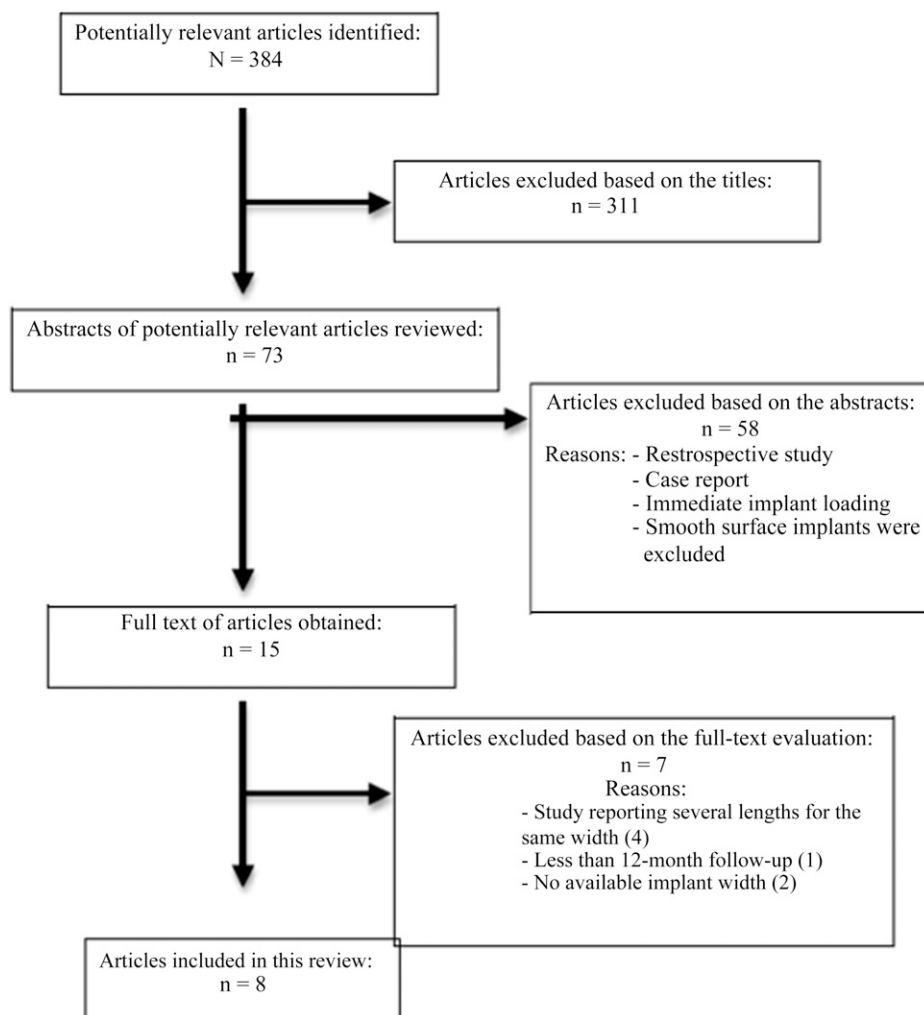 Potentially relevant articles identified:
N = 384
Articles excluded based on the titles:
n = 311
Abstracts of potentially relevant articles reviewed:
n = 73
Articles excluded based on the abstracts:
n = 58
Reasons: - Restrospective study
- Case report
- Immediate implant loading
- Smooth surface implants were
excluded
Full text of articles obtained:
n = 15
Articles excluded based on the full-text evaluation:
n = 7
Reasons:
- Study reporting several lengths for the
same width (4)
- Less than 12-month follow-up (1)
- No available implant width (2)
Articles included in this review:
n = 8